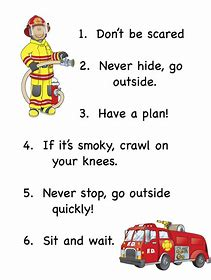 1. Don't be scared
2. Never hide, go
outside.
3. Have a plan!
4. If it's smoky, crawl on
your knees.
5. Never stop, go outside
quickly!
6. Sit and wait.